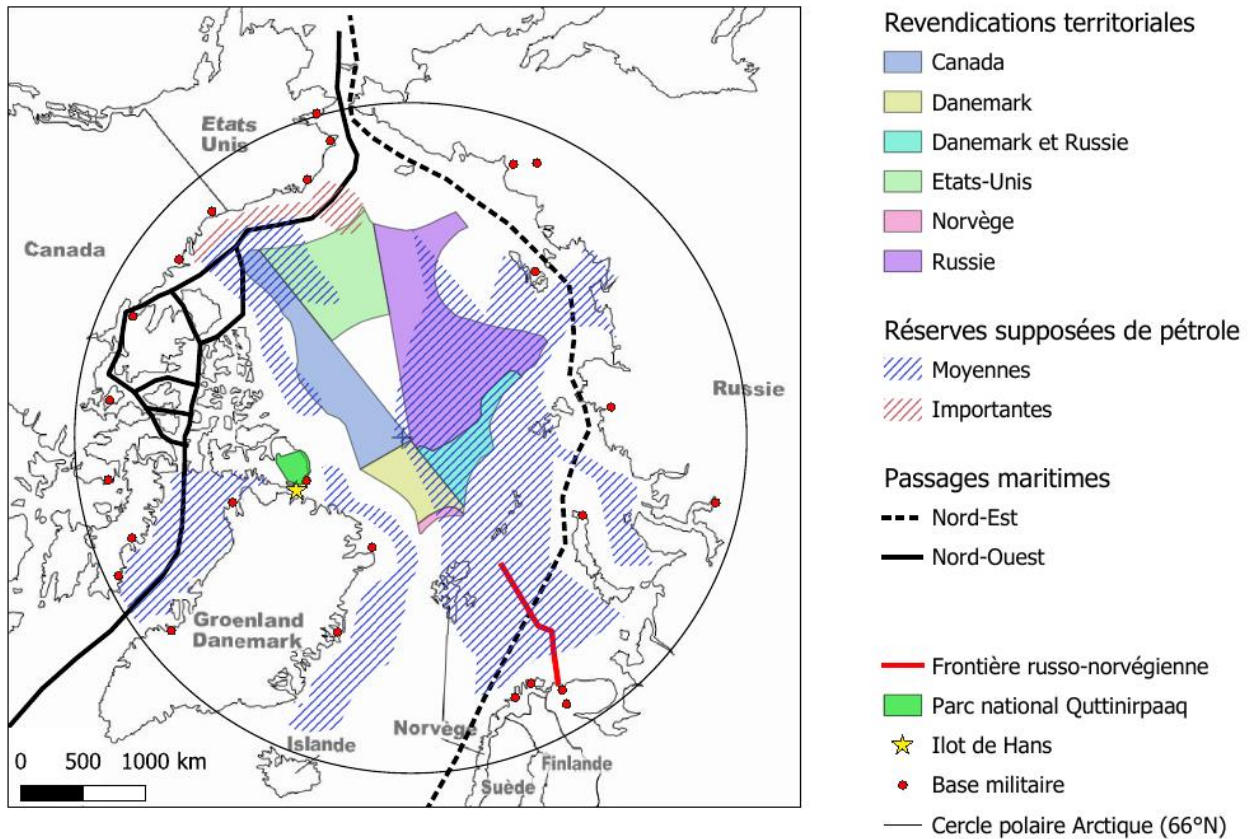 Etats
Unis
Canada
Russie
Groenland
Danemark
Norvège
Islande
Finlande
Suède
0 500 1000 km
Revendications territoriales
Canada
Danemark
Danemark et Russie
Etats-Unis
Norvège
Russie
Réserves supposées de pétrole
Moyennes
Importantes
Passages maritimes
Nord-Est
Nord-Ouest
Frontière russo-norvégienne
Parc national Quttinirpaaq
Ilot de Hans
Base militaire
Cercle polaire Arctique (66°N)